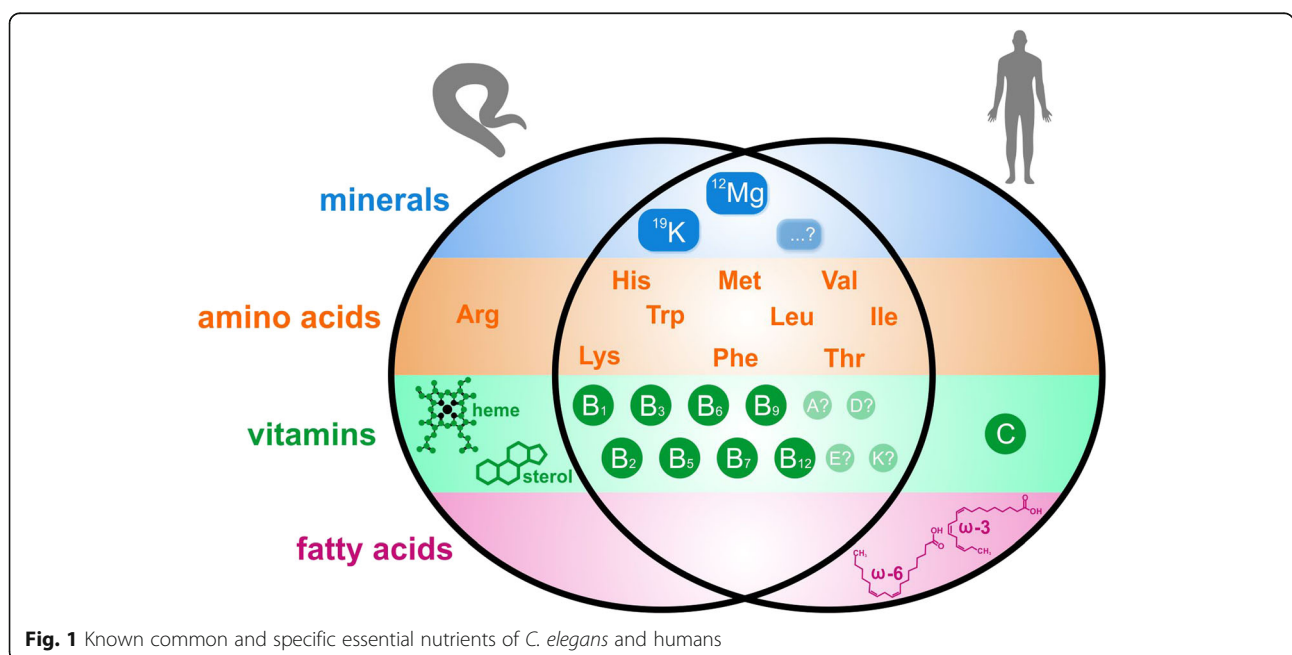 minerals
¹²Mg
¹⁹K
...?
His Met Val
amino acids
Arg
Trp Leu Ile
Lys Phe Thr
vitamins
heme
sterol
B₁ B₃ B₆ B₉ A? D?
B₂ B₅ B₇ B₁₂ E? K?
C
fatty acids
CH₃
ω-6
OH
O
O
OH
ω-3
CH₃
Fig. 1 Known common and specific essential nutrients of C. elegans and humans